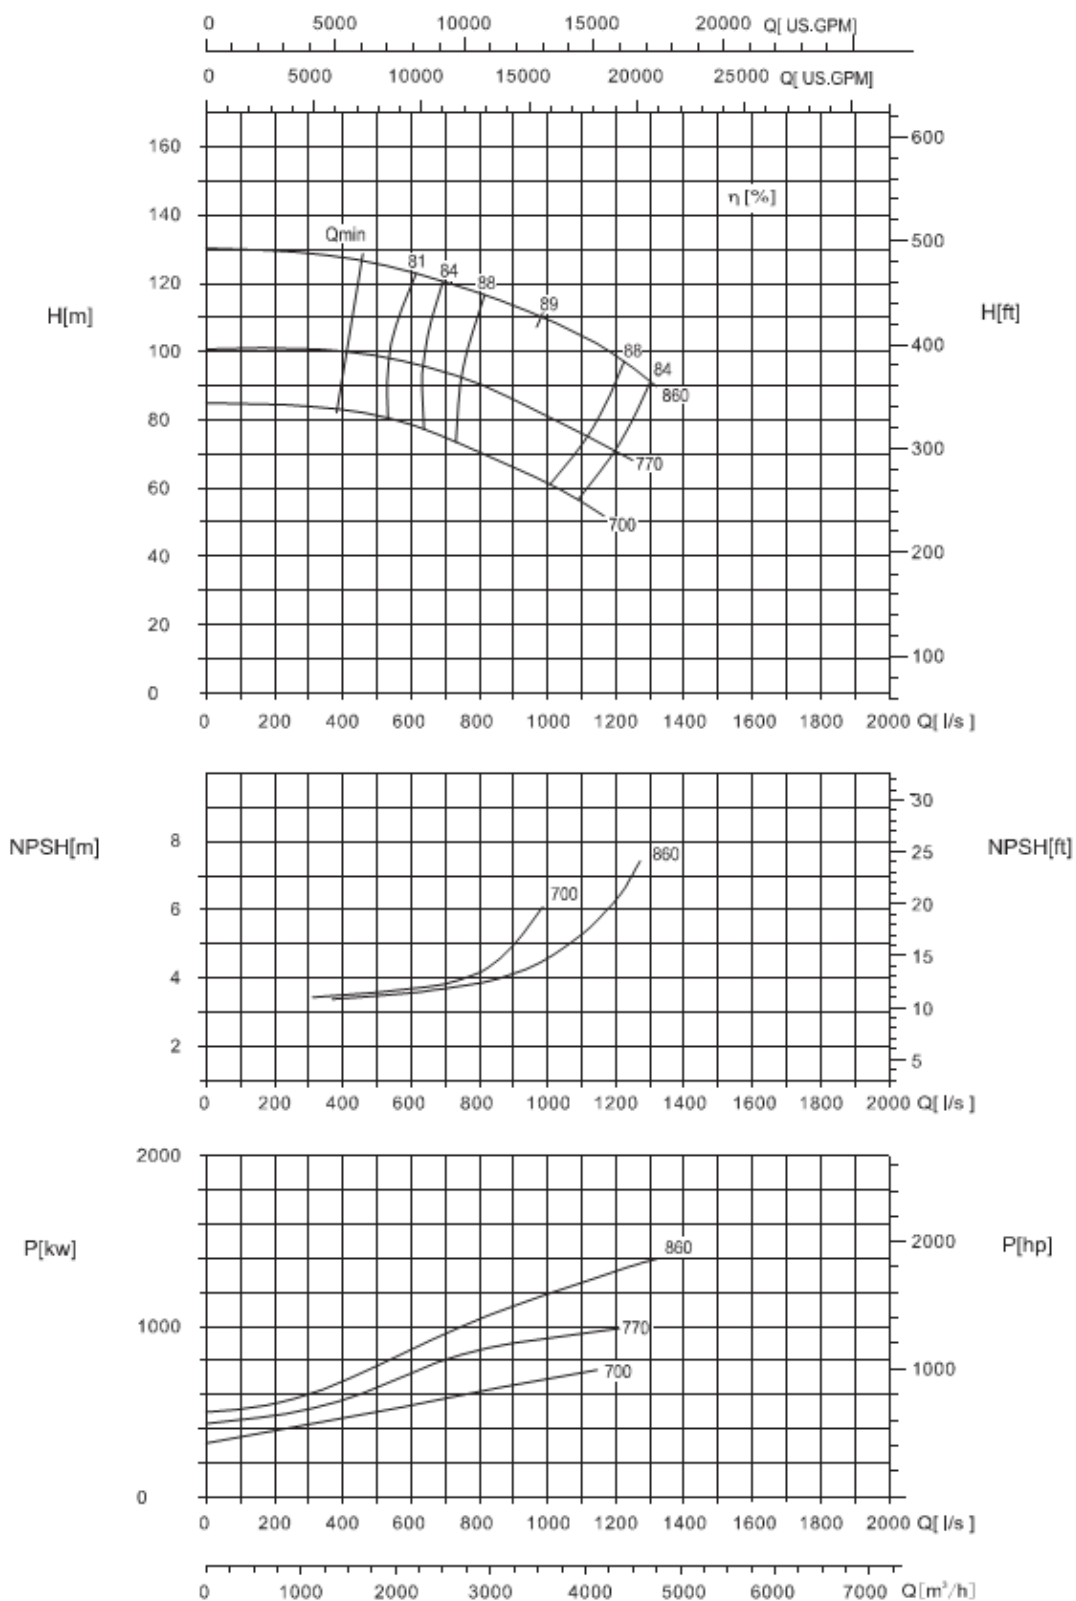 0 5000 10000 15000 20000 Q[ US.GPM]
0 5000 10000 15000 20000 25000 Q[ US.GPM]
160 600
η [%]
140
Qmin 500
81
84
120 88
H[m] 89 H[ft]
100 88 400
84
860
80
770 300
60
700
40 200
20
100
0
0 200 400 600 800 1000 1200 1400 1600 1800 2000 Q[ l/s ]
30
8
NPSH[m] 860 25 NPSH[ft]
700
6 20
15
4
10
2
5
0 200 400 600 800 1000 1200 1400 1600 1800 2000 Q[ l/s ]
2000
P[kw] 860 2000 P[hp]
1000 770
700 1000
0
0 200 400 600 800 1000 1200 1400 1600 1800 2000 Q[ l/s ]
0 1000 2000 3000 4000 5000 6000 7000 Q[m³/h]